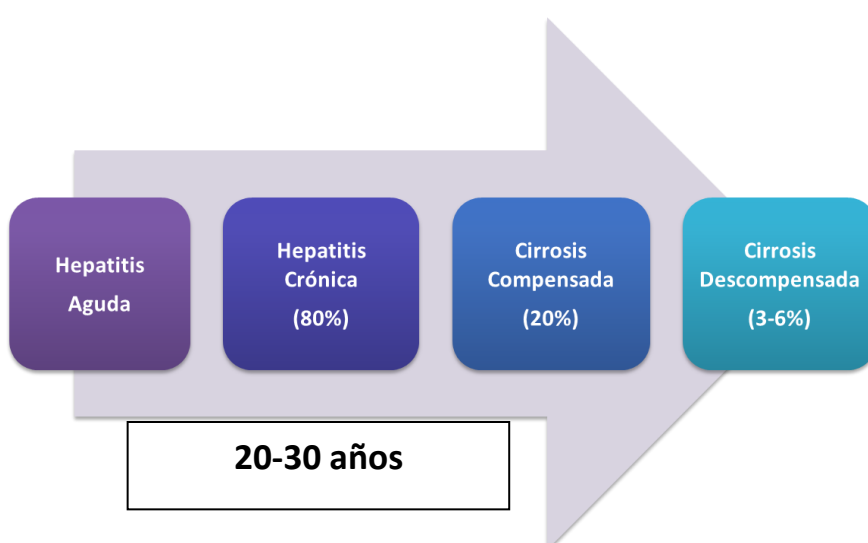 Hepatitis
Aguda
Hepatitis
Crónica
(80%)
Cirrosis
Compensada
(20%)
Cirrosis
Descompensada
(3-6%)
20-30 años